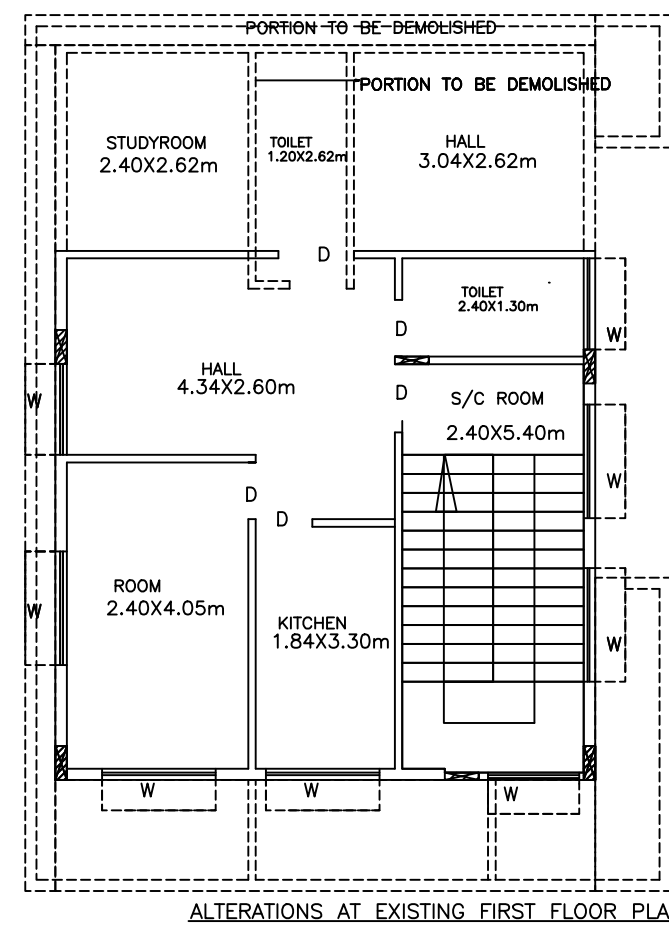 PORTION TO BE DEMOLISHED
PORTION TO BE DEMOLISHED
STUDYROOM
2.40X2.62m
TOILET
1.20X2.62m
HALL
3.04X2.62m
D
TOILET
2.40X1.30m
D
W
HALL
4.34X2.60m
D
S/C ROOM
2.40X5.40m
W
W
D
D
ROOM
2.40X4.05m
W
KITCHEN
1.84X3.30m
W
W
W
W
ALTERATIONS AT EXISTING FIRST FLOOR PLA